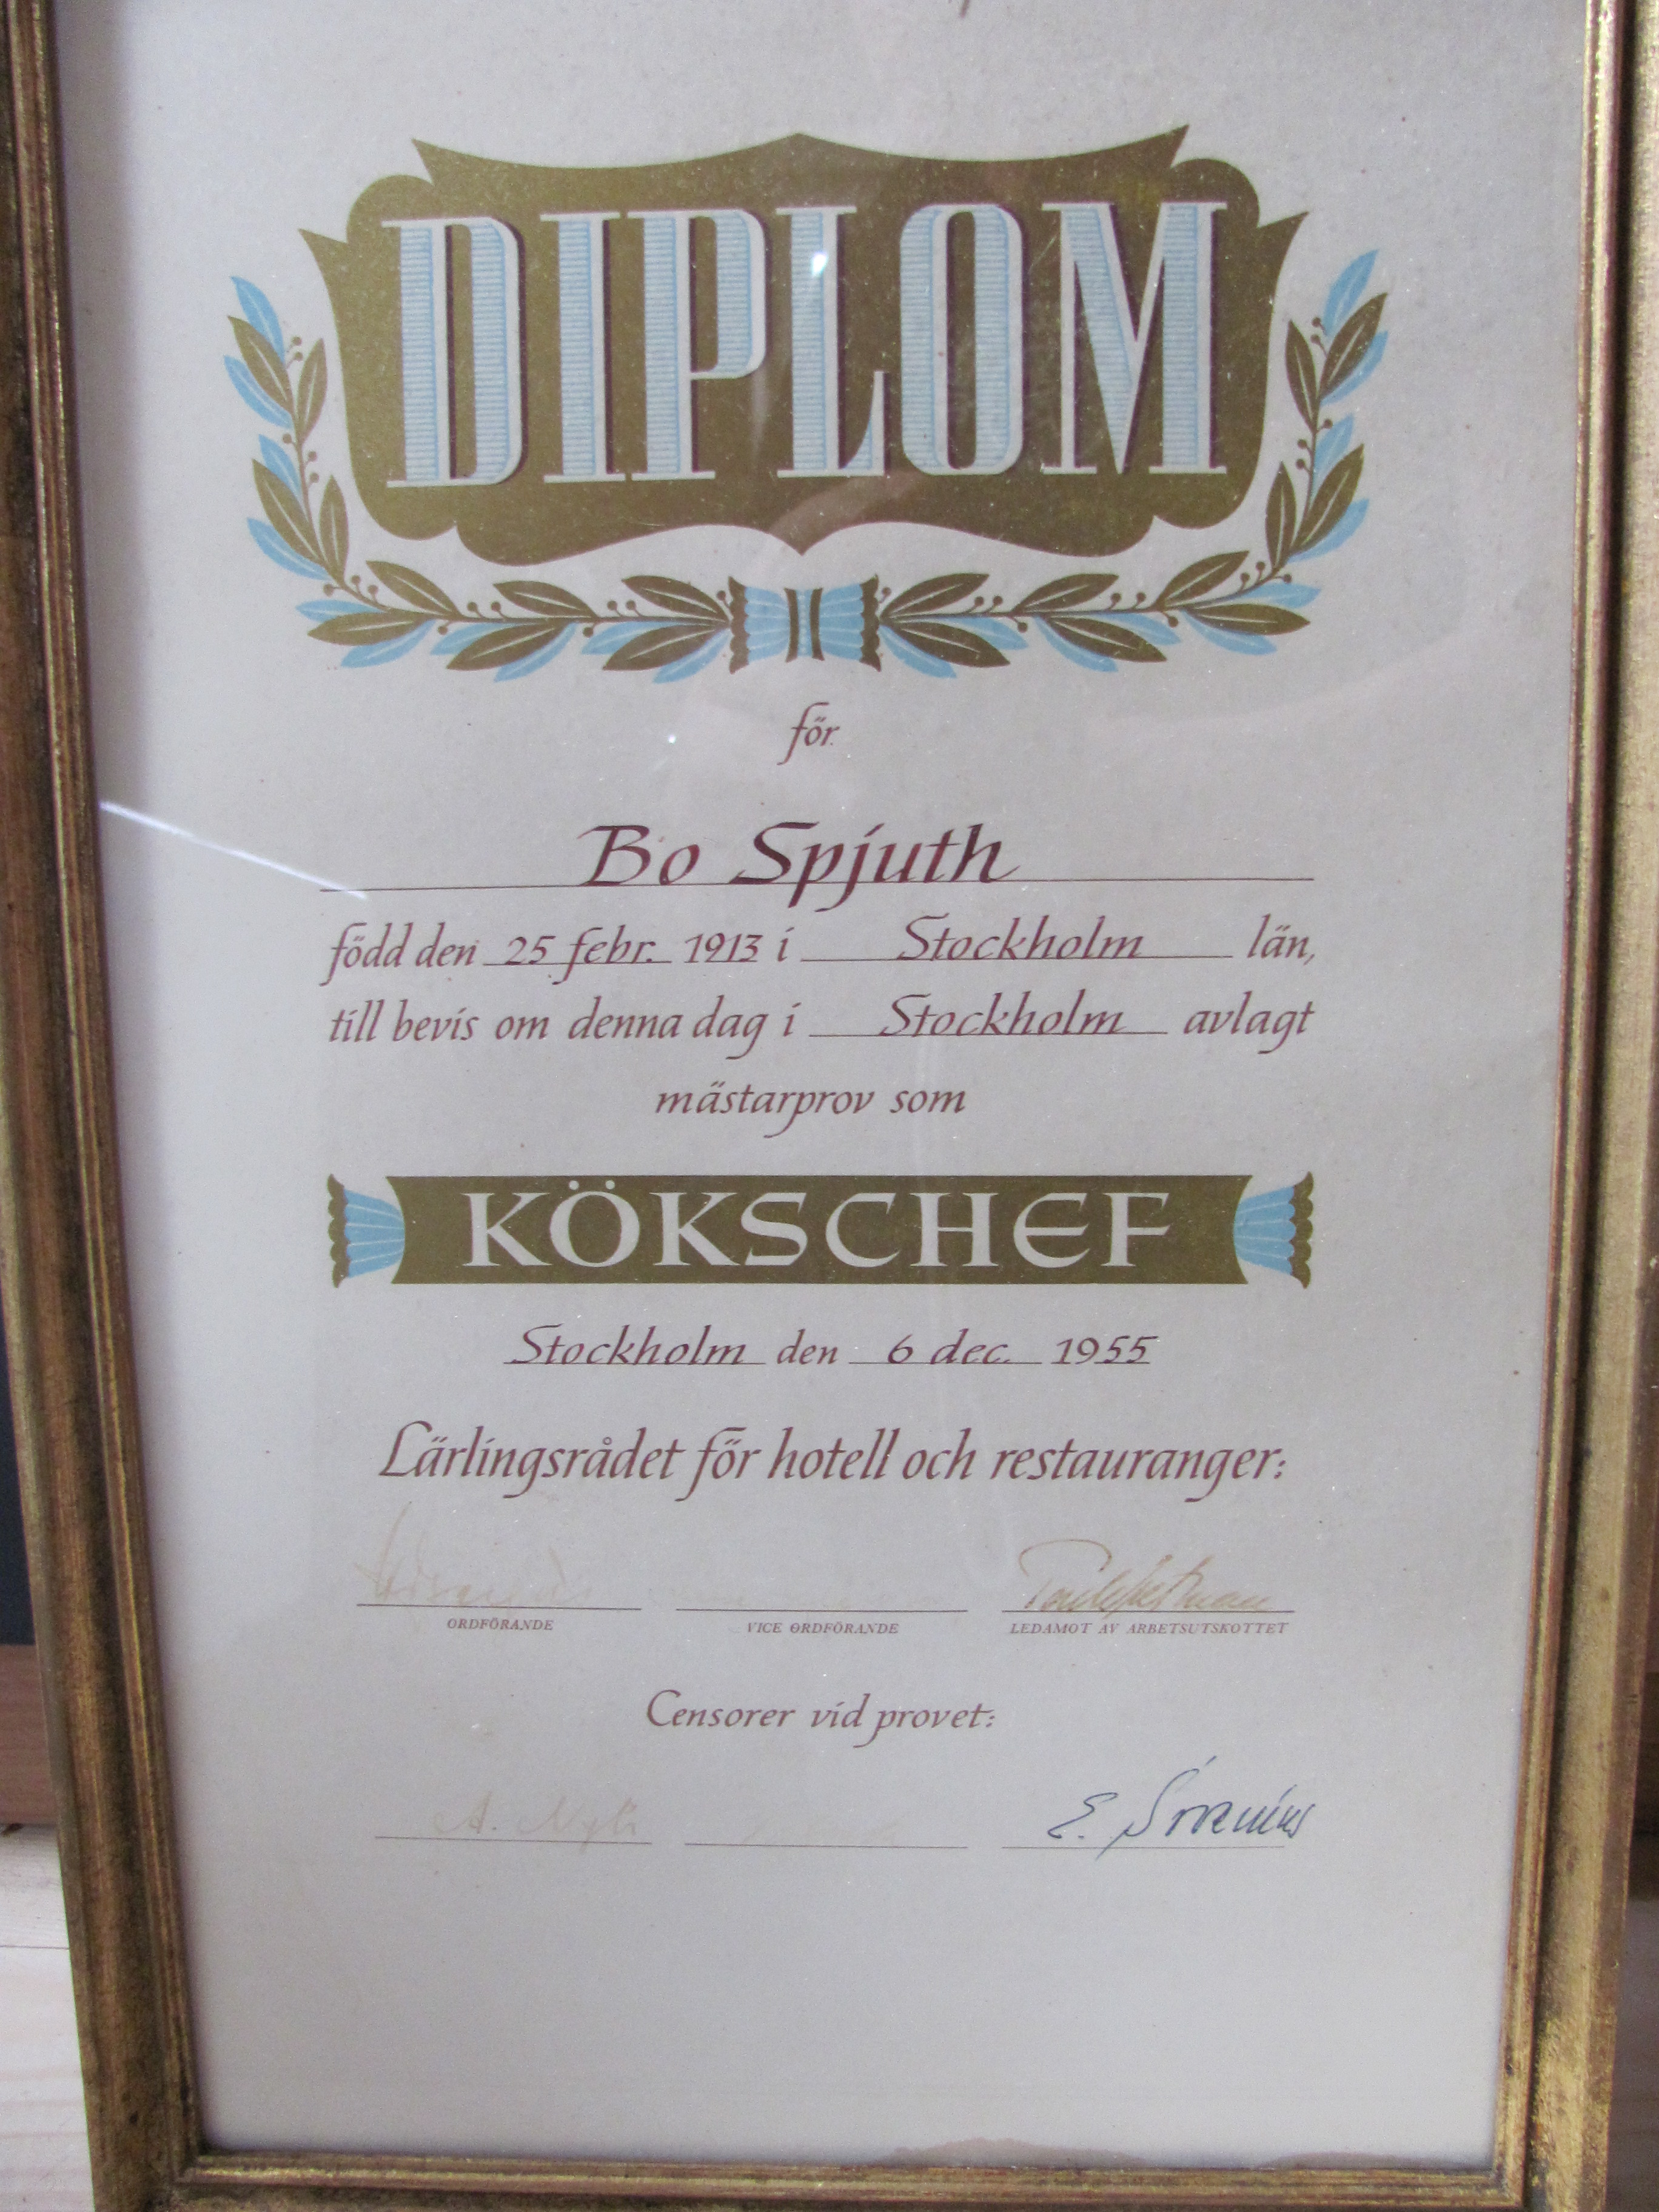 DIPLOM
för
Bo Spjuth
född den 25 febr. 1913 i Stockholm län,
till bevis om denna dag i Stockholm avlagt
mästarprov som
KÖKSCHEF
Stockholm den 6 dec. 1955
Lärlingsrådet för hotell och restauranger:
ORDFÖRANDE VICE ORDFÖRANDE LEDAMOT AV ARBETSUTSKOTTET
Censorer vid provet:
A.
E.